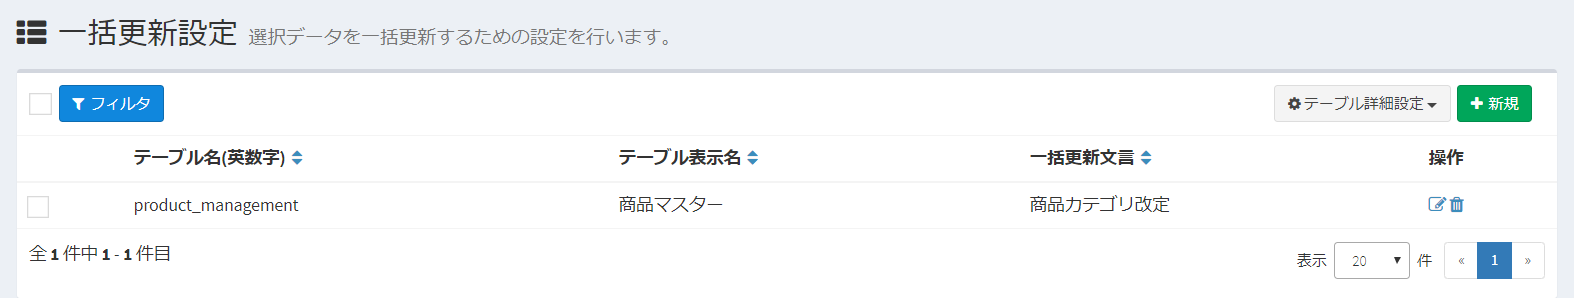 一括更新設定 選択データを一括更新するための設定を行います。
フィルタ テーブル詳細設定 新規
テーブル名(英数字) テーブル表示名 一括更新文言 操作
product_management 商品マスター 商品カテゴリ改定
全 1 件中 1 - 1 件目 表示 20 件 « 1 »